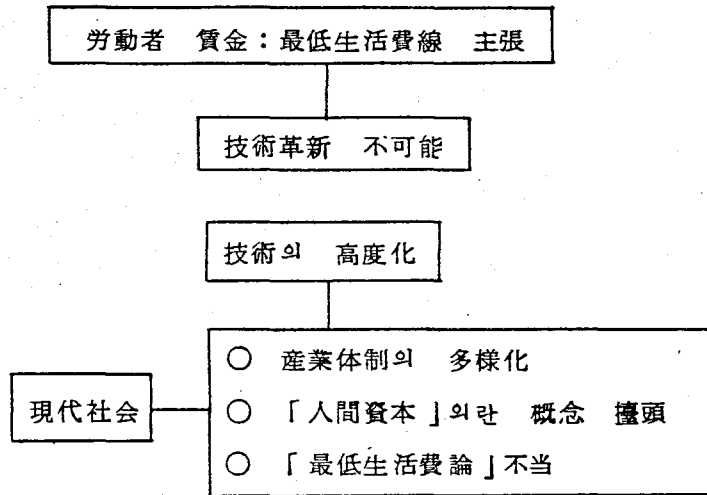 労動者 賃金：最低生活費線 主張
技術革新 不可能
技術의 高度化
○ 産業体制의 多様化
現代社会
○ 「人間資本」의란 概念 擡頭
○ 「最低生活費論」不当